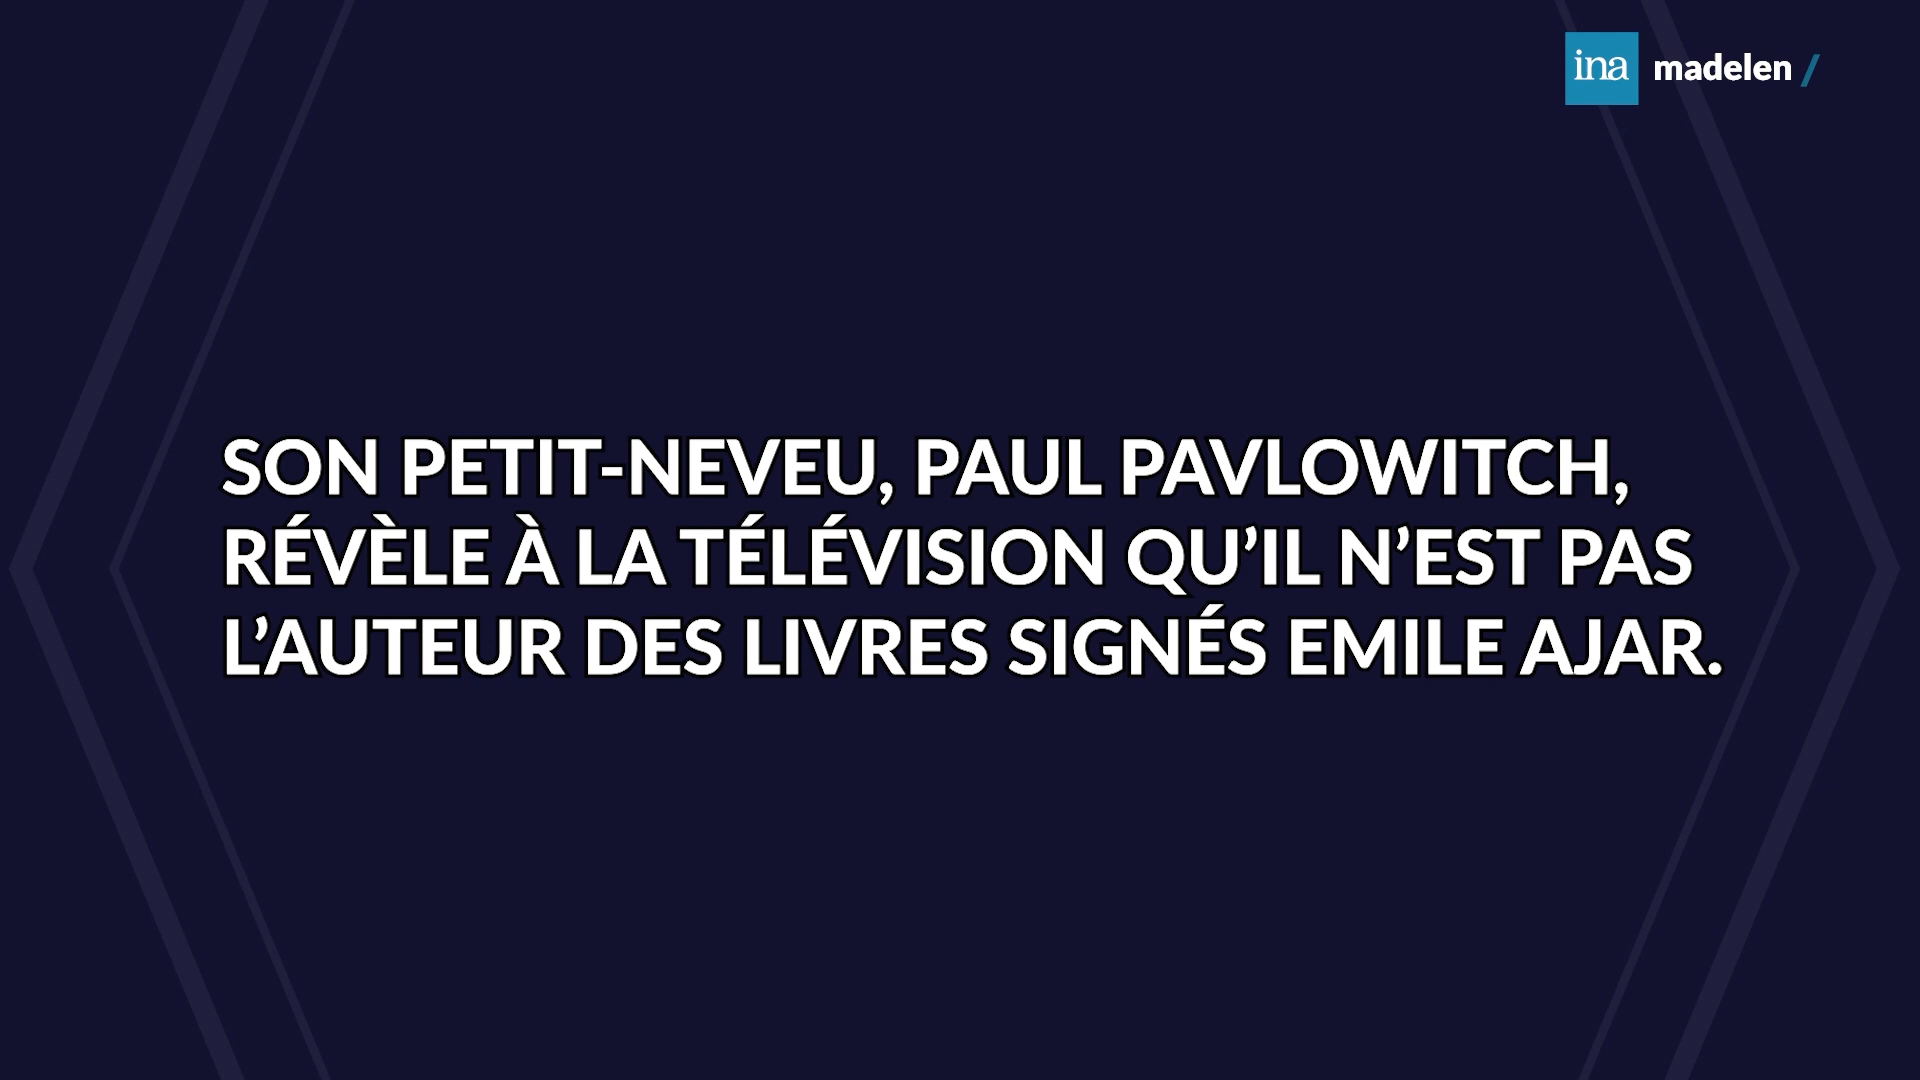 ina madelen /
SON PETIT-NEVEU, PAUL PAVLOWITCH,
RÉVÈLE À LA TÉLÉVISION QU’IL N’EST PAS
L’AUTEUR DES LIVRES SIGNÉS EMILE AJAR.